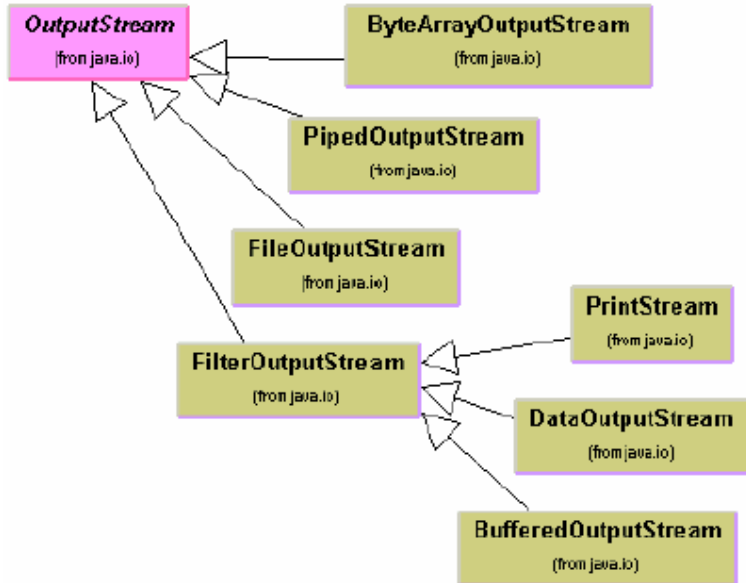 OutputStream
(from java.io)
ByteArrayOutputStream
(from java.io)
PipedOutputStream
(from java.io)
FileOutputStream
(from java.io)
PrintStream
(from java.io)
FilterOutputStream
(from java.io)
DataOutputStream
(from java.io)
BufferedOutputStream
(from java.io)